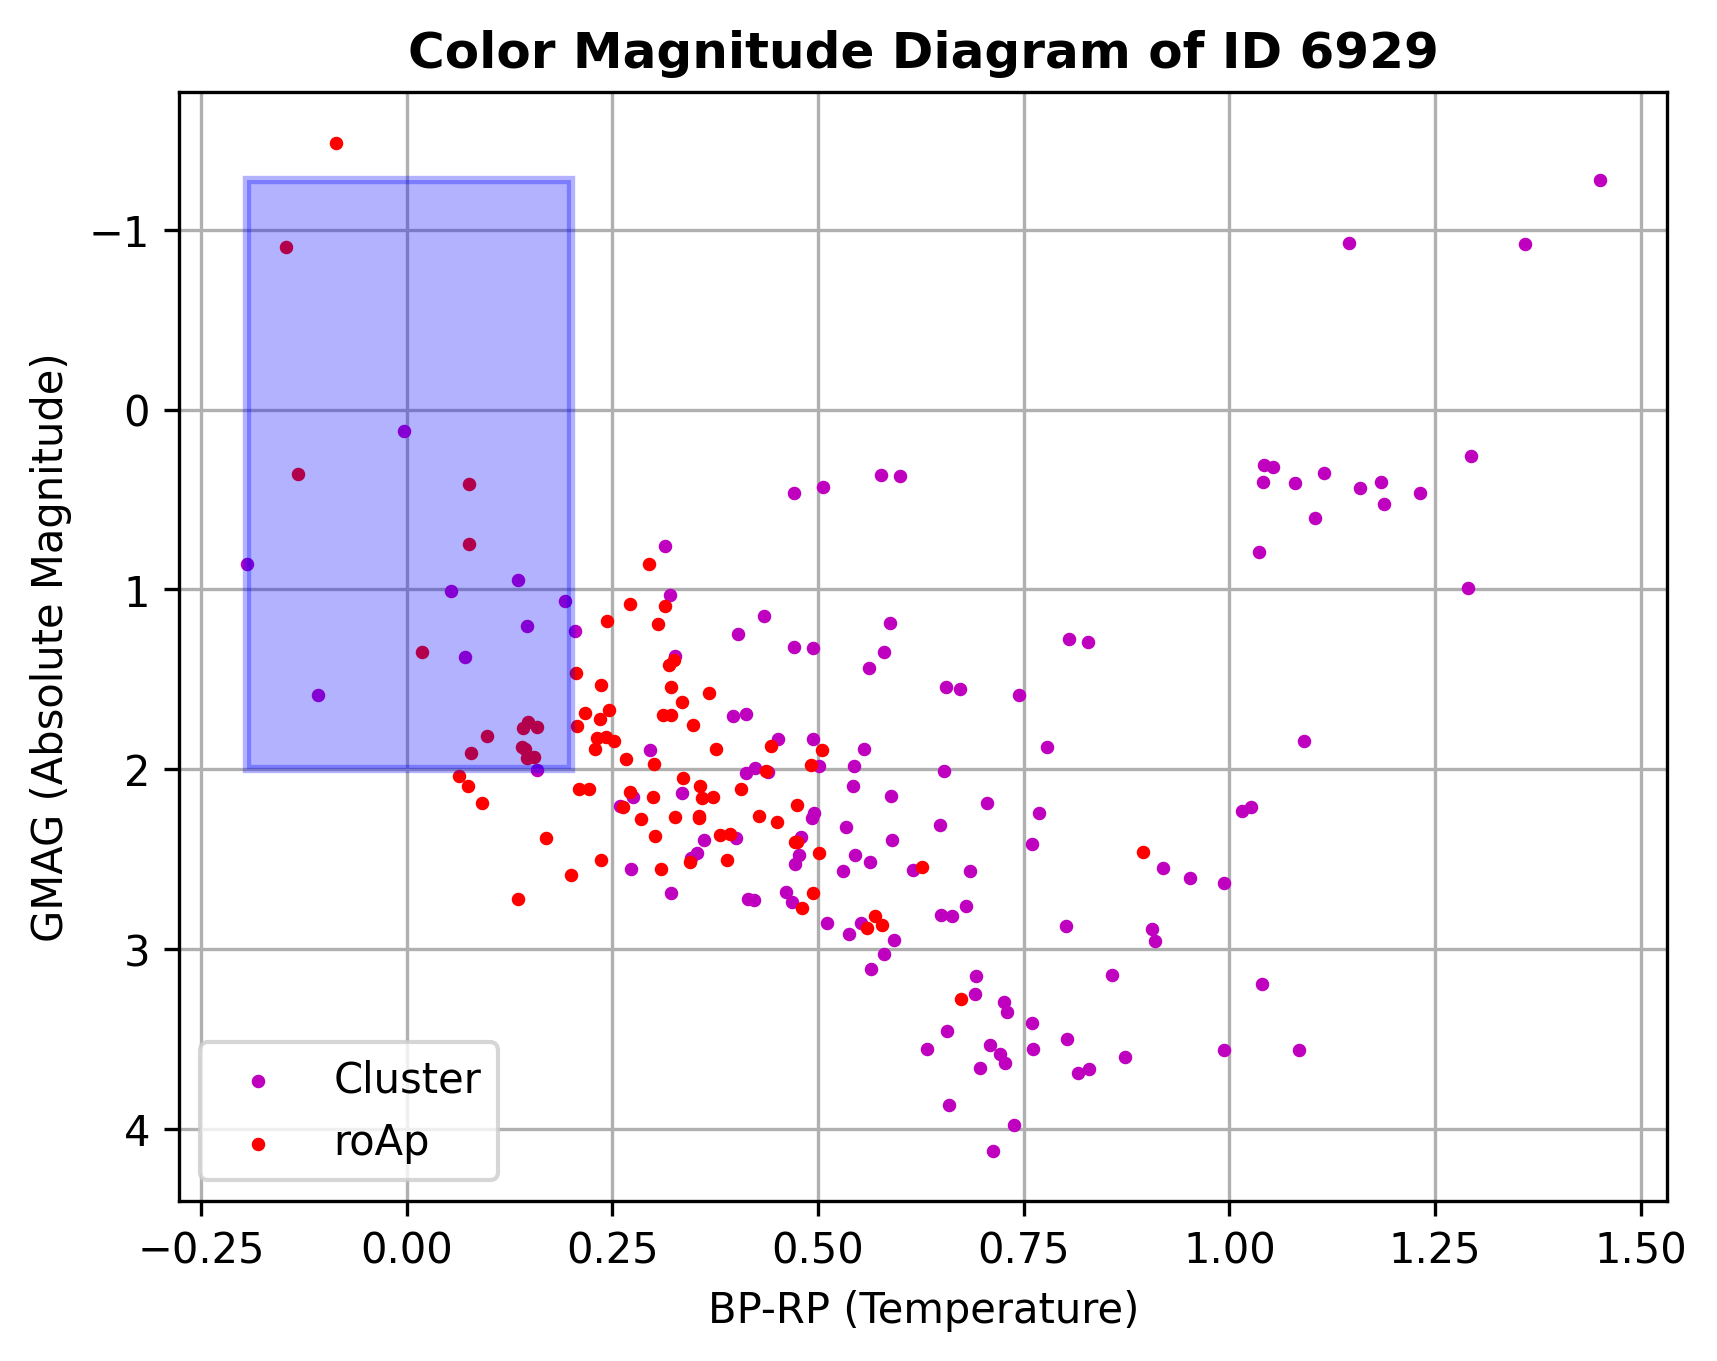 Color Magnitude Diagram of ID 6929
−1
0
1
2
3
4
GMAG (Absolute Magnitude)
Cluster
roAp
−0.25 0.00 0.25 0.50 0.75 1.00 1.25 1.50
BP-RP (Temperature)